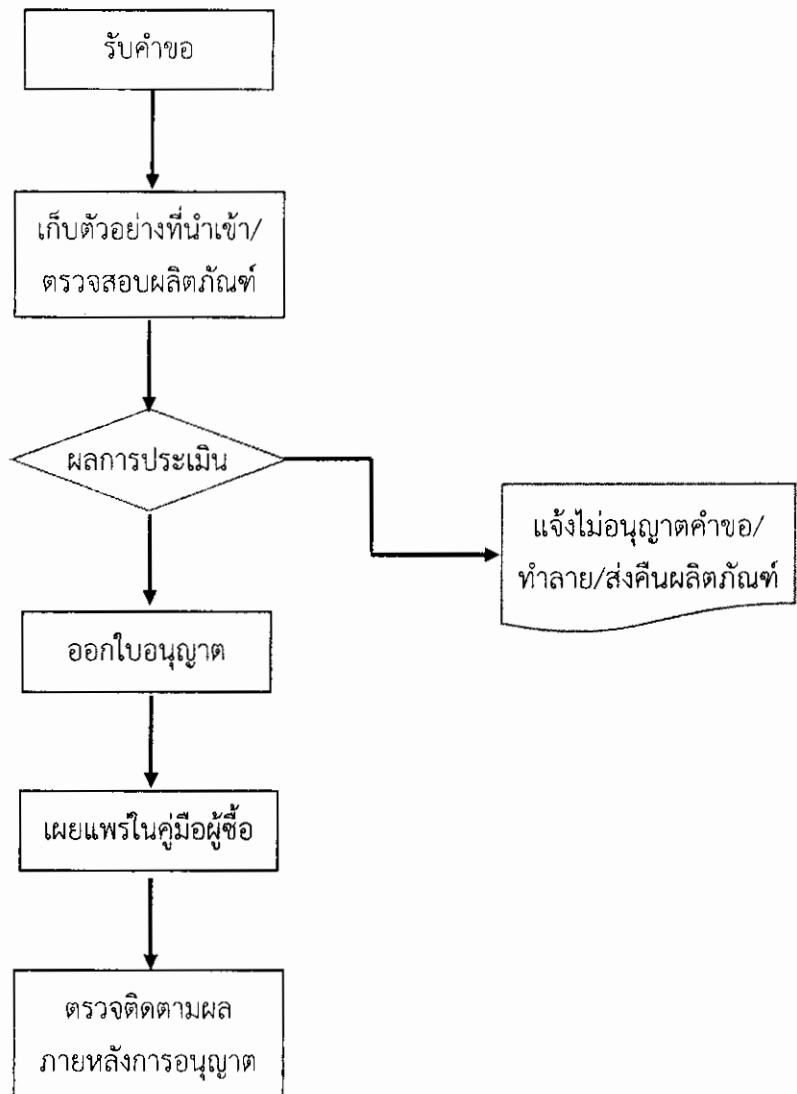 รับคำขอ
เก็บตัวอย่างที่นำเข้า/
ตรวจสอบผลิตภัณฑ์
ผลการประเมิน
แจ้งไม่อนุญาตคำขอ/
ทำลาย/ส่งคืนผลิตภัณฑ์
ออกใบอนุญาต
เผยแพร่ในคู่มือผู้ซื้อ
ตรวจติดตามผล
ภายหลังการอนุญาต